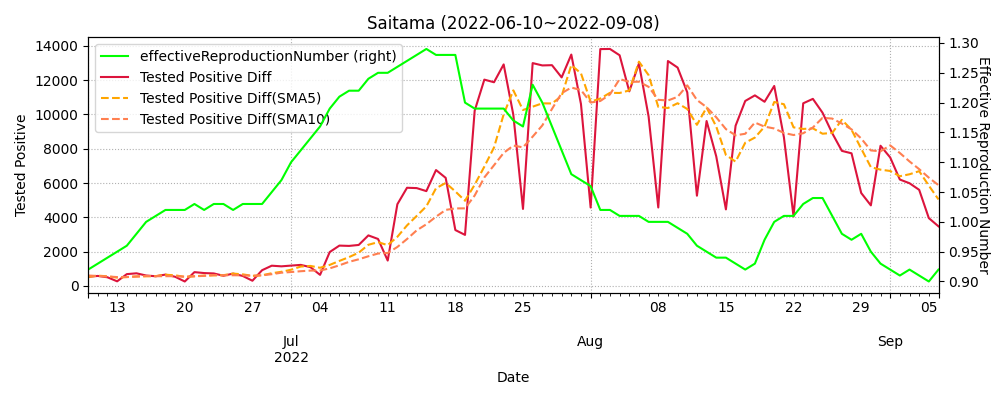 Saitama (2022-06-10~2022-09-08)
effectiveReproductionNumber (right)
Tested Positive Diff
Tested Positive Diff(SMA5)
Tested Positive Diff(SMA10)
Tested Positive
14000
12000
10000
8000
6000
4000
2000
0
Effective Reproduction Number
1.30
1.25
1.20
1.15
1.10
1.05
1.00
0.95
0.90
13 20 27 04 11 18 25 08 15 22 29 05
Jul Aug Sep
2022
Date